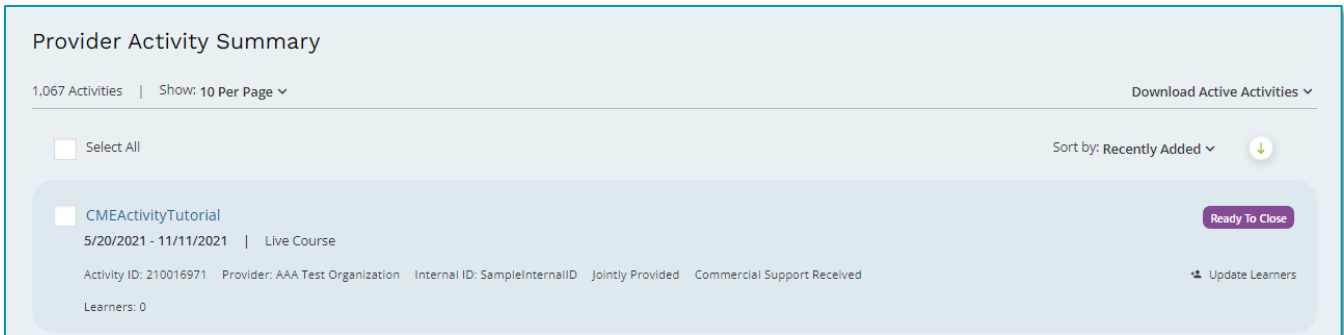 Provider Activity Summary
1,067 Activities | Show: 10 Per Page Download Active Activities
Select All Sort by: Recently Added
CMEActivityTutorial Ready To Close
5/20/2021 - 11/11/2021 | Live Course
Activity ID: 210016971 Provider: AAA Test Organization Internal ID: SampleInternalID Jointly Provided Commercial Support Received Update Learners
Learners: 0